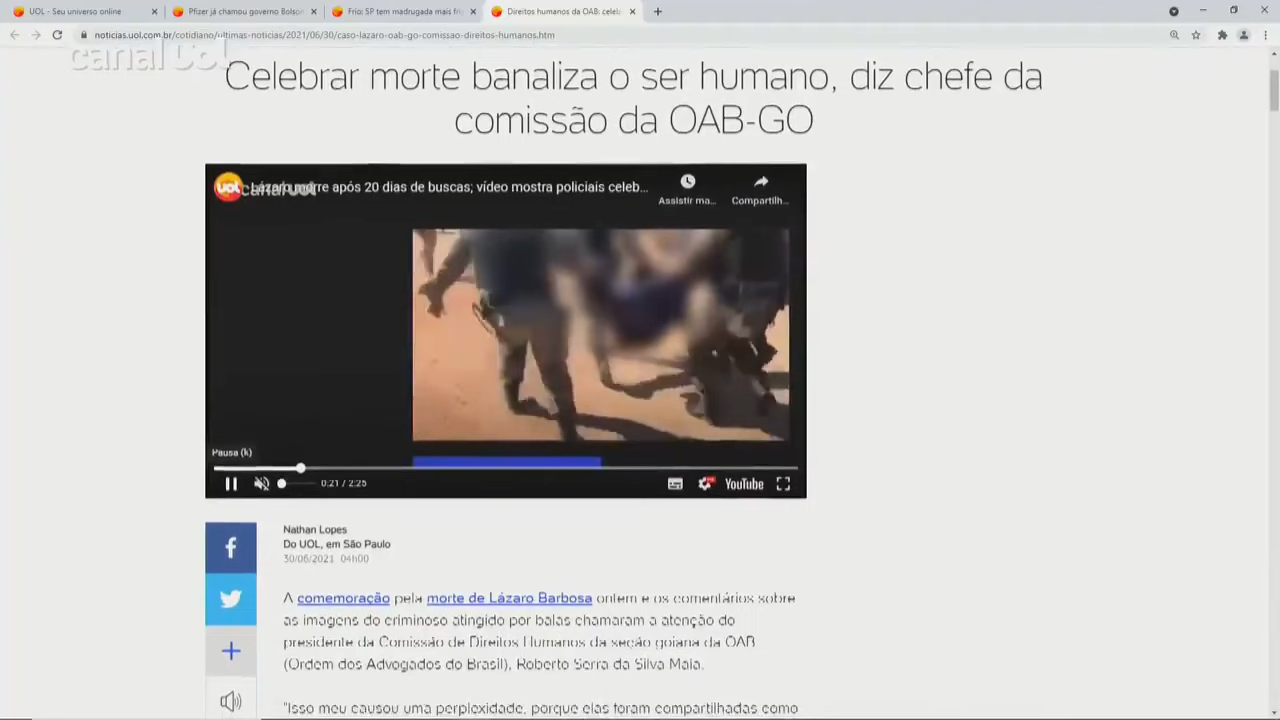 UOL - Seu universo online
Pfizer já chamou governo Bolson
Frio: SP tem madrugada mais fri
Direitos humanos da OAB: celeb
noticias.uol.com.br/cotidiano/ultimas-noticias/2021/06/30/caso-lazaro-oab-go-comissao-direitos-humanos.htm
canal UOL
Celebrar morte banaliza o ser humano, diz chefe da
comissão da OAB-GO
uol
canal uol
Lázaro morre após 20 dias de buscas; vídeo mostra policiais celeb...
Assistir ma...
Compartilh...
Pausa (k)
0:21 / 2:25
YouTube
Nathan Lopes
Do UOL, em São Paulo
30/06/2021 04h00
A comemoração pela morte de Lázaro Barbosa ontem e os comentários sobre
as imagens do criminoso atingido por balas chamaram a atenção do
presidente da Comissão de Direitos Humanos da seção goiana da OAB
(Ordem dos Advogados do Brasil), Roberto Serra da Silva Maia.
"Isso meu causou uma perplexidade, porque elas foram compartilhadas como